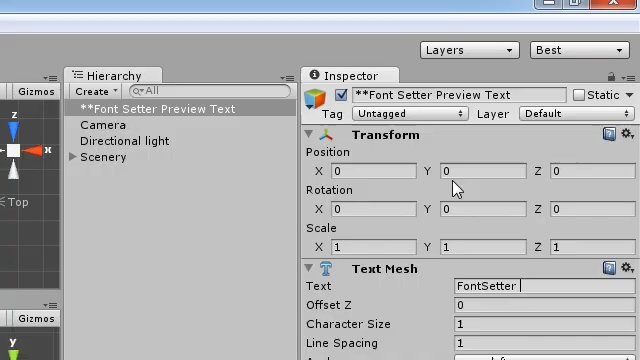 Layers Best
Gizmos Hierarchy Inspector
Create All **Font Setter Preview Text Static
**Font Setter Preview Text Tag Untagged Layer Default
Camera Transform
Directional light Position
Scenery X 0 Y 0 Z 0
z
x
Top
Rotation
X 0 Y 0 Z 0
Scale
X 1 Y 1 Z 1
Text Mesh
Text FontSetter
Offset Z 0
Gizmos Character Size 1
y Line Spacing 1